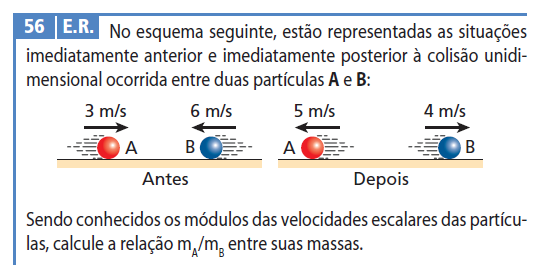 56 E.R. No esquema seguinte, estão representadas as situações
imediatamente anterior e imediatamente posterior à colisão unidi-
mensional ocorrida entre duas partículas A e B:
3 m/s 6 m/s 5 m/s 4 m/s
A B A B
Antes Depois
Sendo conhecidos os módulos das velocidades escalares das partícu-
las, calcule a relação mA/mB entre suas massas.